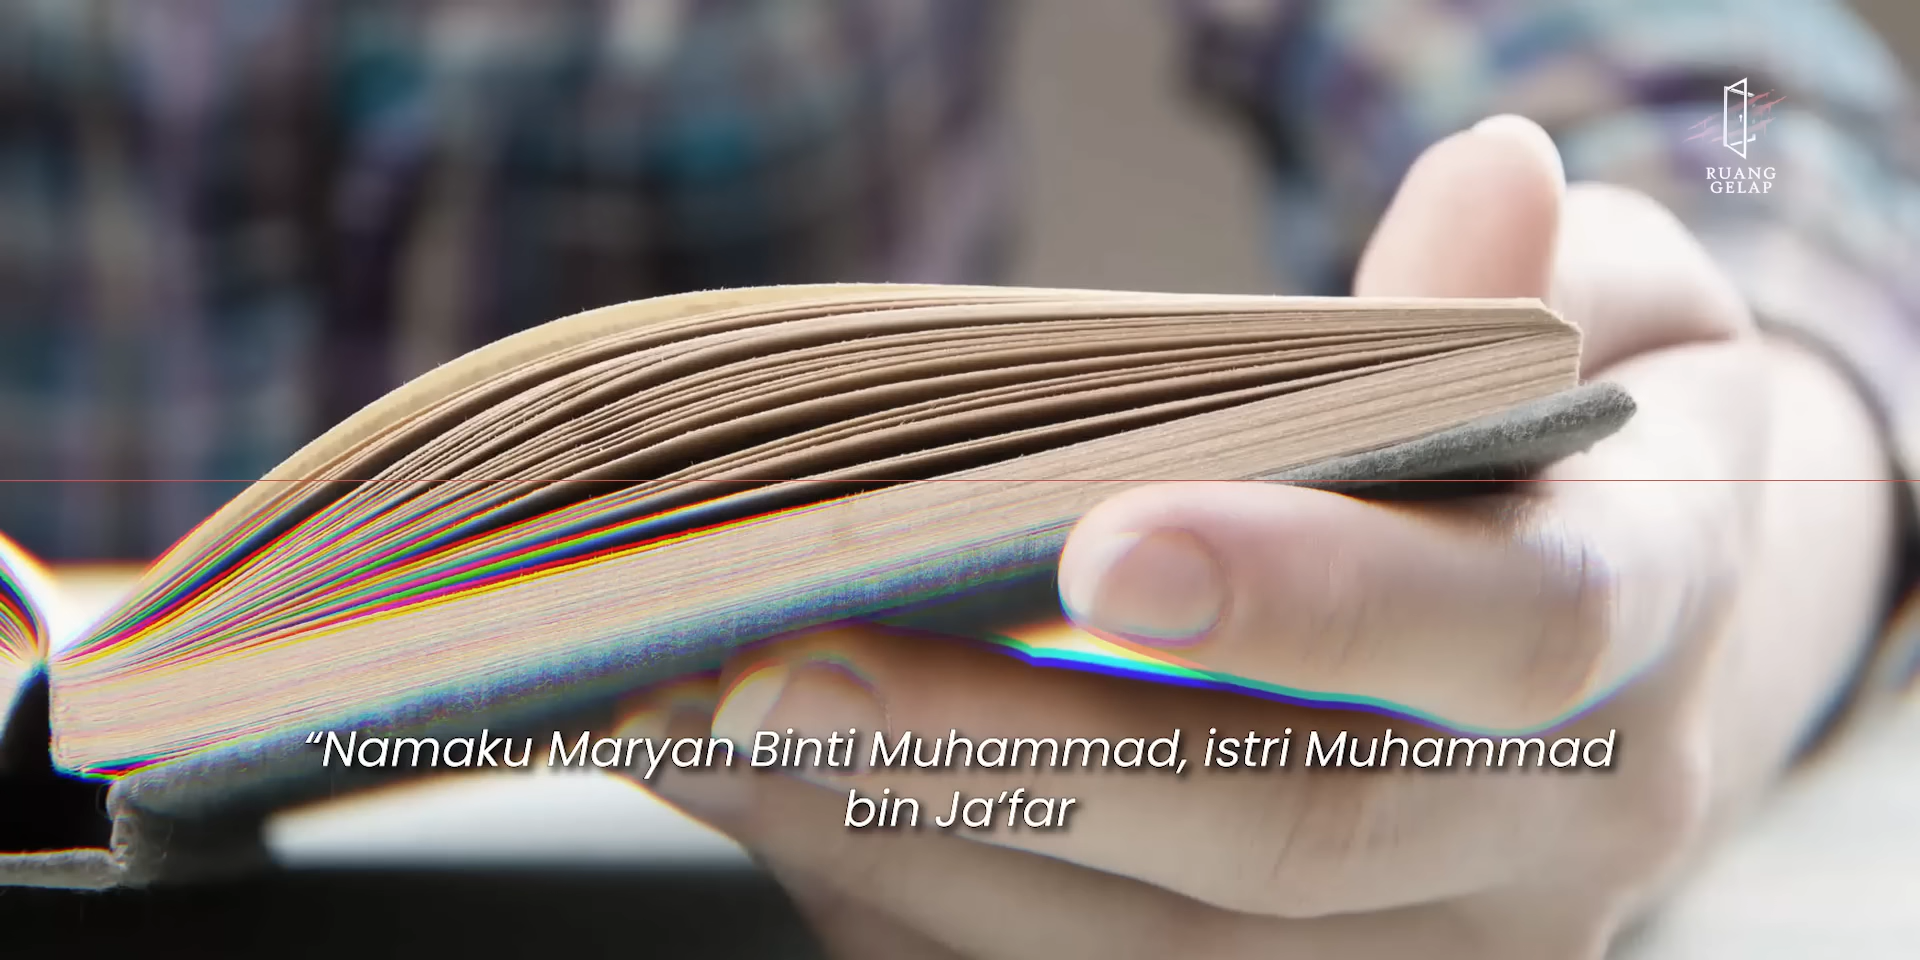 RUANG
GELAP
“Namaku Maryan Binti Muhammad, istri Muhammad
bin Ja’far